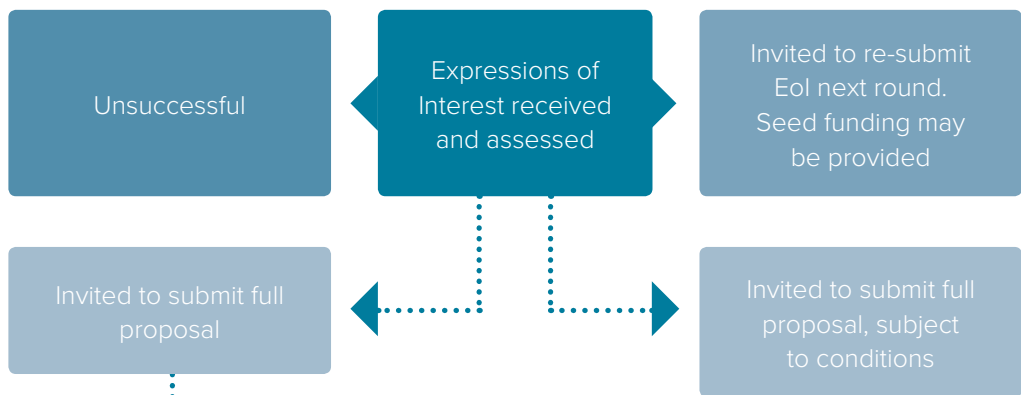 Unsuccessful
Expressions of
Interest received
and assessed
Invited to re-submit
EoI next round.
Seed funding may
be provided
Invited to submit full
proposal
Invited to submit full
proposal, subject
to conditions